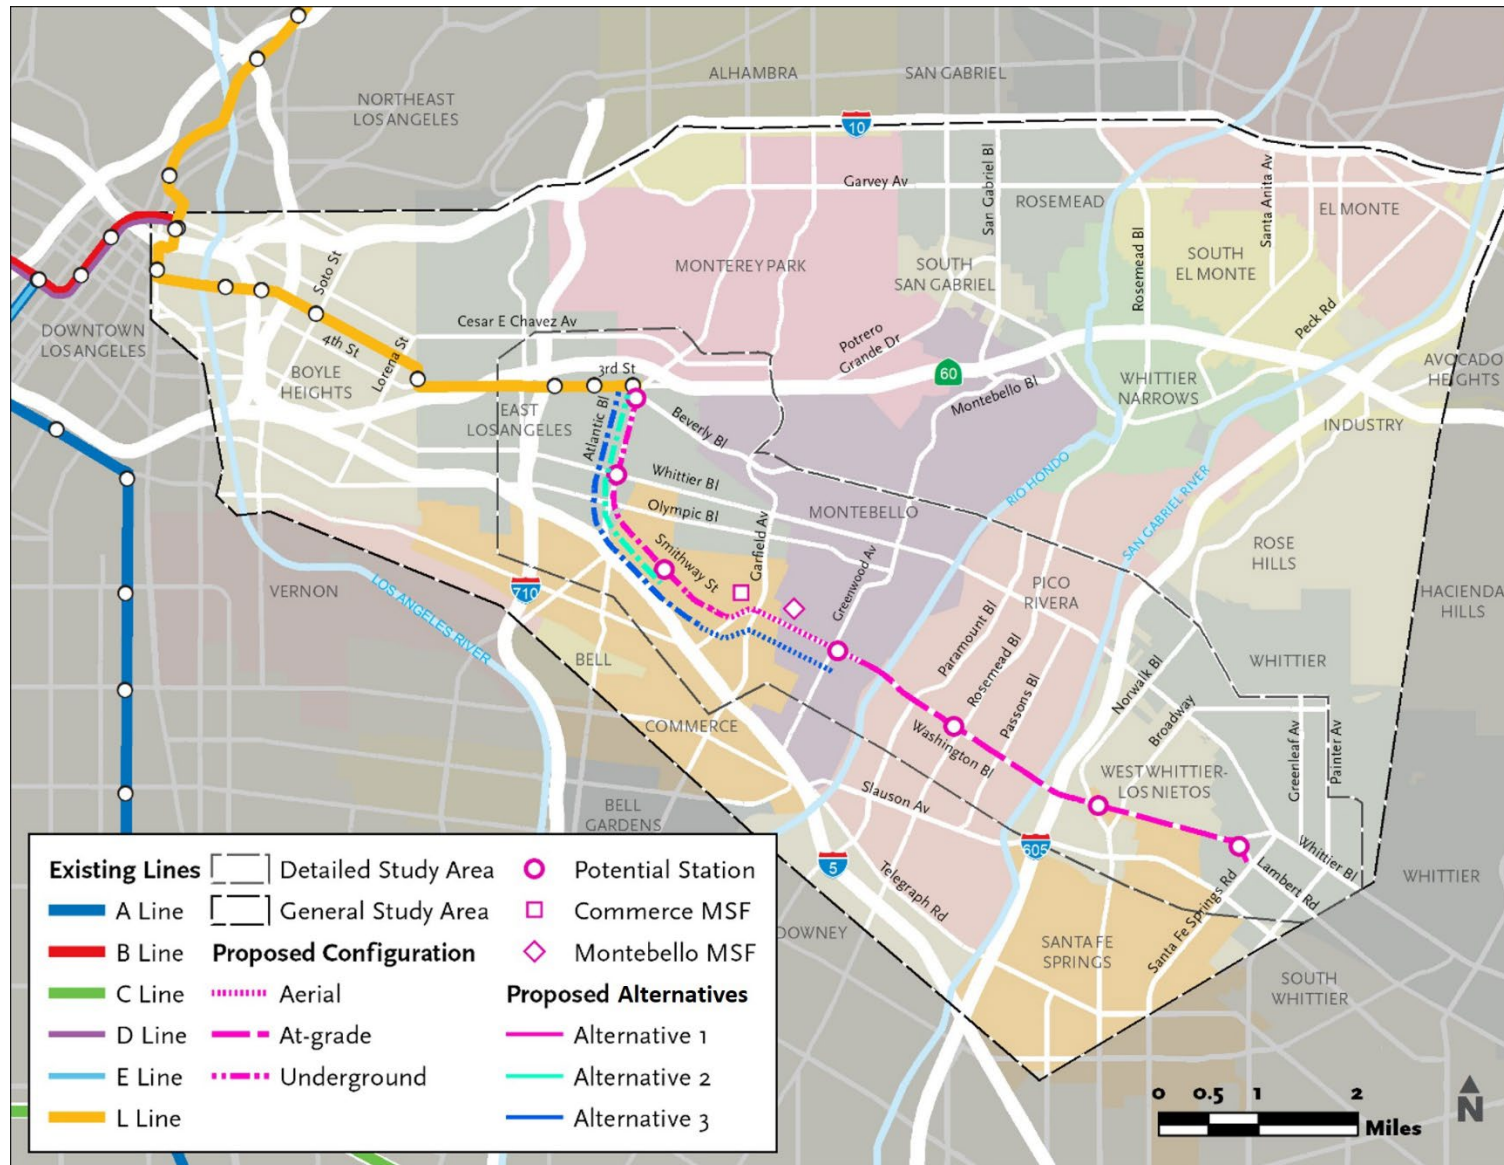 ALHAMBRA
SAN GABRIEL
NORTHEAST
LOS ANGELES
10
San Gabriel Bl
Garvey Av
ROSEMEAD
Santa Anita Av
EL MONTE
Rosemead Bl
SOUTH
EL MONTE
MONTEREY PARK
SOUTH
SAN GABRIEL
Soto St
Peck Rd
DOWNTOWN
LOS ANGELES
Cesar E Chavez Av
4th St
Lorena St
Potrero
Grande Dr
BOYLE
HEIGHTS
3rd St
60
Montebello Bl
WHITTIER
NARROWS
AVOCADO
HEIGHTS
EAST
LOS ANGELES
Atlantic Bl
Beverly Bl
INDUSTRY
Whittier Bl
Olympic Bl
MONTEBELLO
RIO HONDO
SAN GABRIEL RIVER
Garfield Av
Smithway St
Greenwood Av
ROSE
HILLS
VERNON
LOS ANGELES RIVER
710
PICO
RIVERA
HACIENDA
HILLS
BELL
Paramount Bl
Rosemead Bl
Passons Bl
Norwalk Bl
Broadway
WHITTIER
COMMERCE
Washington Bl
Greenleaf Av
Painter Av
WEST WHITTIER-
LOS NIETOS
BELL
GARDENS
Slauson Av
605
5
Telegraph Rd
Whittier Bl
Lambert Rd
Santa Fe Springs Rd
WHITTIER
DOWNEY
SANTA FE
SPRINGS
SOUTH
WHITTIER
Existing Lines
A Line
B Line
C Line
D Line
E Line
L Line
Detailed Study Area
General Study Area
Proposed Configuration
Aerial
At-grade
Underground
Potential Station
Commerce MSF
Montebello MSF
Proposed Alternatives
Alternative 1
Alternative 2
Alternative 3
0 0.5 1 2
Miles
N